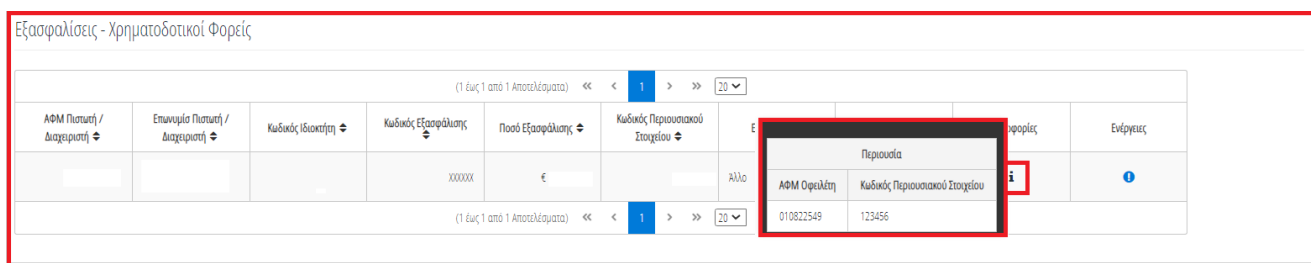 Εξασφαλίσεις - Χρηματοδοτικοί Φορείς
(1 έως 1 από 1 Αποτελέσματα) 1 20
ΑΦΜ Πιστωτή / Διαχειριστή Επωνυμία Πιστωτή / Διαχειριστή Κωδικός Ιδιοκτήτη Κωδικός Εξασφάλισης Ποσό Εξασφάλισης Κωδικός Περιουσιακού Στοιχείου Ενέργειες
XXXXXX € Άλλο i
Περιουσία
ΑΦΜ Οφειλέτη Κωδικός Περιουσιακού Στοιχείου
010822549 123456
(1 έως 1 από 1 Αποτελέσματα) 1 20